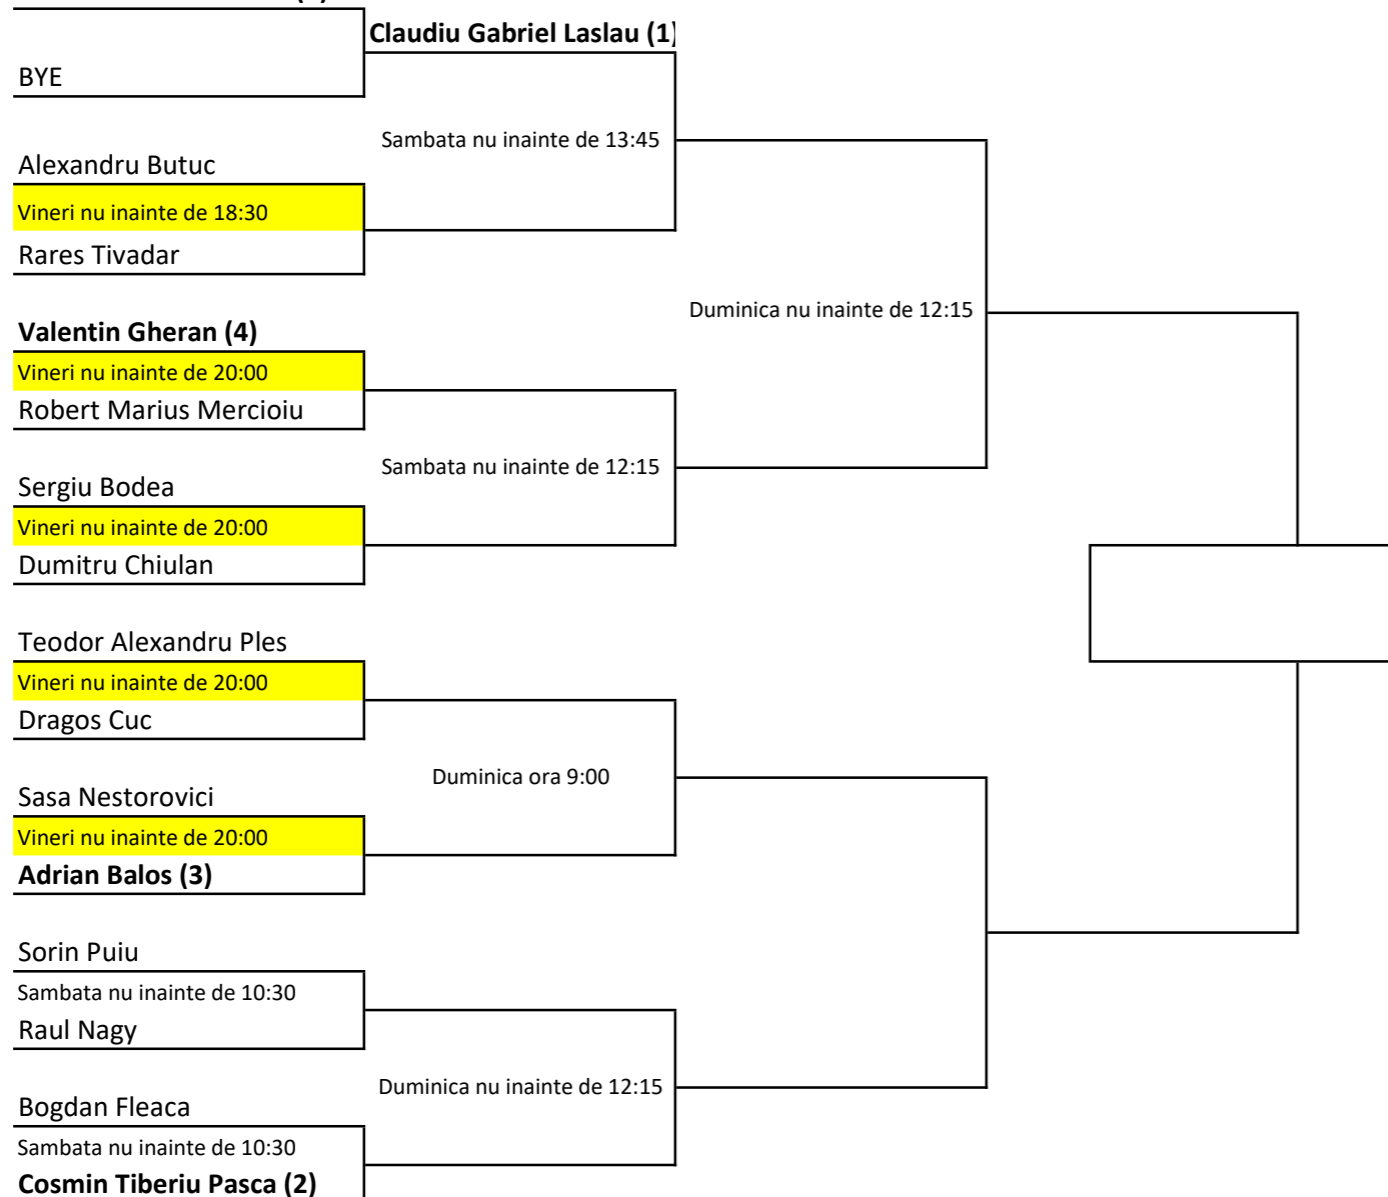 Claudiu Gabriel Laslau (1)
BYE
Sambata nu inainte de 13:45
Alexandru Butuc
Vineri nu inainte de 18:30
Rares Tivadar
Duminica nu inainte de 12:15
Valentin Gheran (4)
Vineri nu inainte de 20:00
Robert Marius Mercioiu
Sambata nu inainte de 12:15
Sergiu Bodea
Vineri nu inainte de 20:00
Dumitru Chiulan
Teodor Alexandru Ples
Vineri nu inainte de 20:00
Dragos Cuc
Duminica ora 9:00
Sasa Nestorovici
Vineri nu inainte de 20:00
Adrian Balos (3)
Sorin Puiu
Sambata nu inainte de 10:30
Raul Nagy
Duminica nu inainte de 12:15
Bogdan Fleaca
Sambata nu inainte de 10:30
Cosmin Tiberiu Pasca (2)